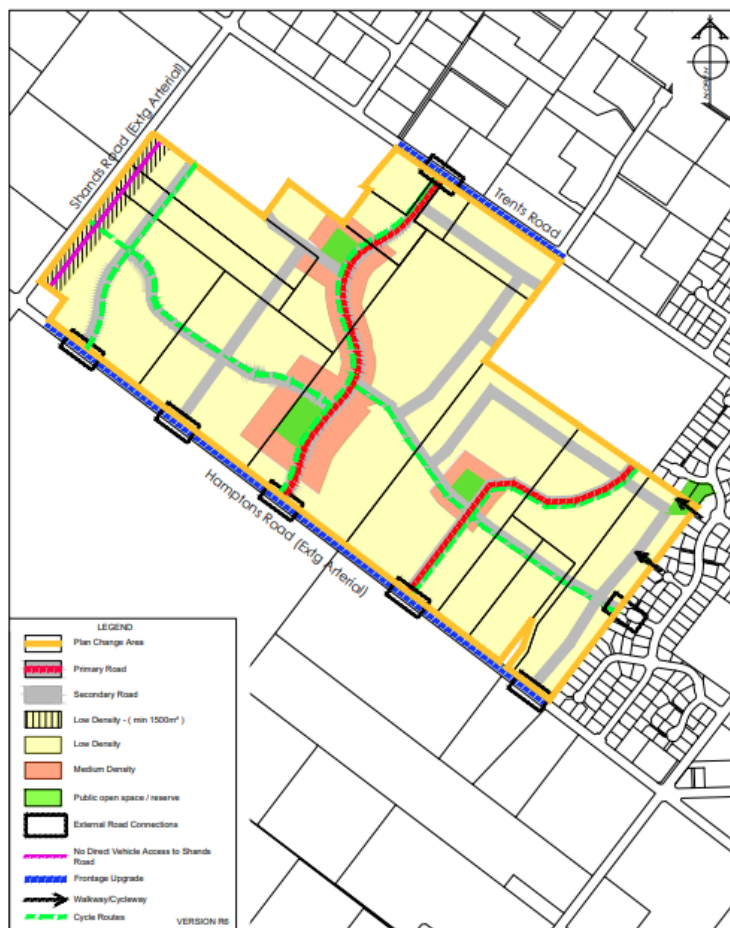 NORTH
Shands Road (Extg Arterial)
Trents Road
Hamptons Road (Extg Arterial)
LEGEND
Plan Change Area
Primary Road
Secondary Road
Low Density - ( min 1500m² )
Low Density
Medium Density
Public open space / reserve
External Road Connections
No Direct Vehicle Access to Shands
Road
Frontage Upgrade
Walkway/Cycleway
Cycle Routes
VERSION R6